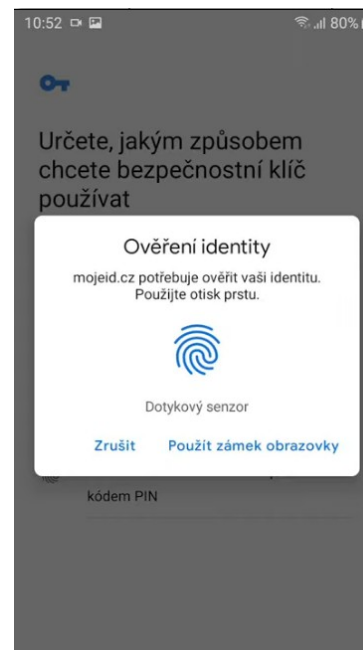 10:52 80%
Určete, jakým způsobem
chcete bezpečnostní klíč
používat
Ověření identity
mojeid.cz potřebuje ověřit vaši identitu.
Použijte otisk prstu.
Dotykový senzor
Zrušit Použít zámek obrazovky
kódem PIN